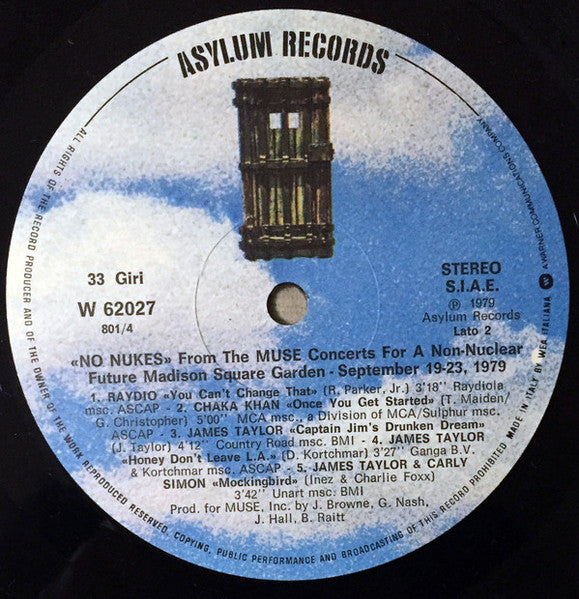 ASYLUM RECORDS
33 Giri
W 62027
801/4
STEREO
S.I.A.E.
℗ 1979
Asylum Records
Lato 2
«NO NUKES» From The MUSE Concerts For A Non-Nuclear
Future Madison Square Garden - September 19-23, 1979
1. RAYDIO «You Can't Change That» (R. Parker, Jr.) 3'18'' Raydiola
msc. ASCAP - 2. CHAKA KHAN «Once You Get Started» (T. Maiden/
G. Christopher) 5'00'' MCA msc., a Division of MCA/Sulphur msc.
ASCAP - 3. JAMES TAYLOR «Captain Jim's Drunken Dream»
(J. Taylor) 4'12'' Country Road msc. BMI - 4. JAMES TAYLOR
«Honey Don't Leave L.A.» (D. Kortchmar) 3'27'' Ganga B.V.
& Kortchmar msc. ASCAP - 5. JAMES TAYLOR & CARLY
SIMON «Mockingbird» (Inez & Charlie Foxx)
3'42'' Unart msc. BMI
Prod. for MUSE, Inc. by J. Browne, G. Nash,
J. Hall, B. Raitt
ALL RIGHTS OF THE RECORD PRODUCER AND OF THE OWNER OF THE WORK REPRODUCED RESERVED. COPYING, PUBLIC PERFORMANCE AND BROADCASTING OF THIS RECORD PROHIBITED MADE IN ITALY BY WEA ITALIANA A WARNER COMMUNICATIONS COMPANY